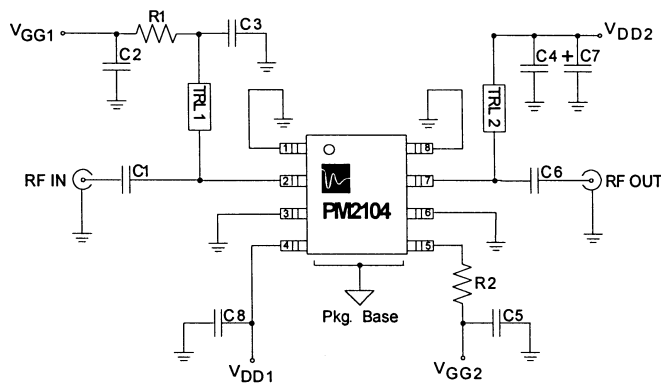 R1
C3
VGG1
C2
C4 + C7
VDD2
TRL 1
TRL 2
1
8
RF IN
C1
2
7
C6
RF OUT
PM2104
3
6
4
5
R2
Pkg. Base
C8
C5
VDD1
VGG2